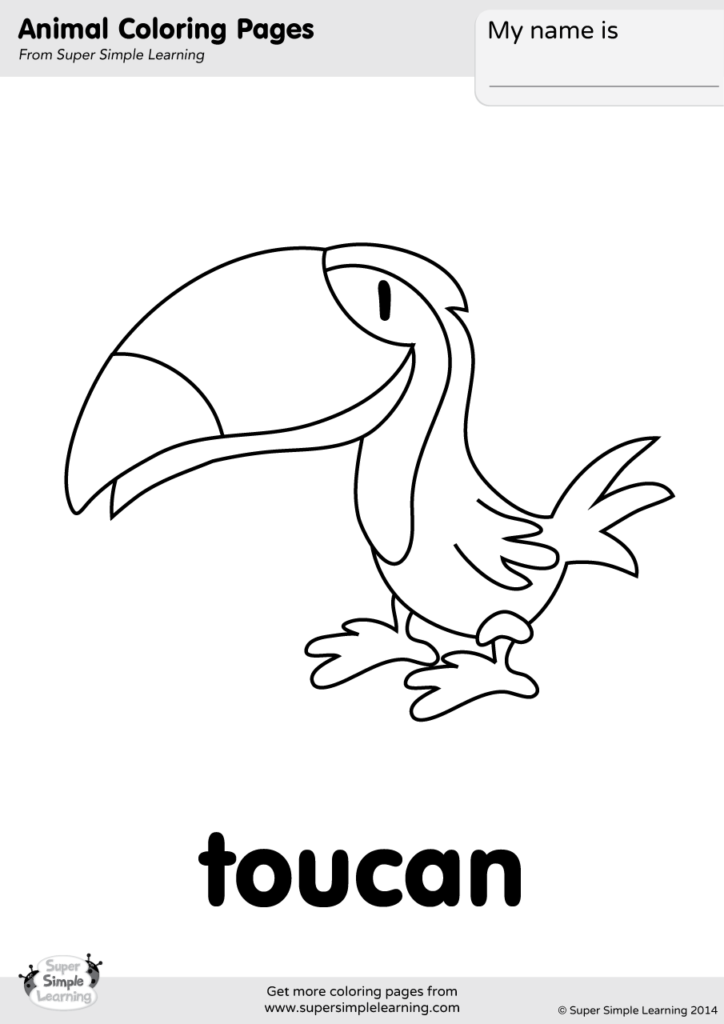 Animal Coloring Pages
From Super Simple Learning
My name is
toucan
Super
Simple
Learning
Get more coloring pages from
www.supersimplelearning.com
© Super Simple Learning 2014